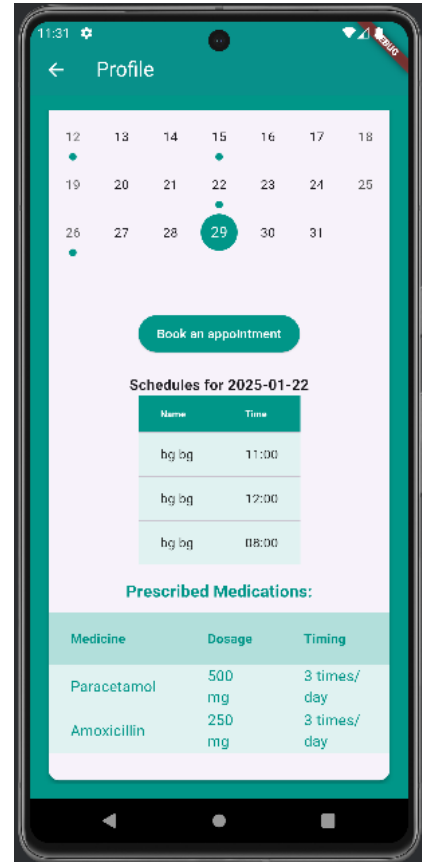 11:31
DEBUG
Profile
12 13 14 15 16 17 18
19 20 21 22 23 24 25
26 27 28 29 30 31
Book an appointment
Schedules for 2025-01-22
Name Time
bg bg 11:00
bg bg 12:00
bg bg 08:00
Prescribed Medications:
Medicine Dosage Timing
Paracetamol 500 mg 3 times/ day
Amoxicillin 250 mg 3 times/ day